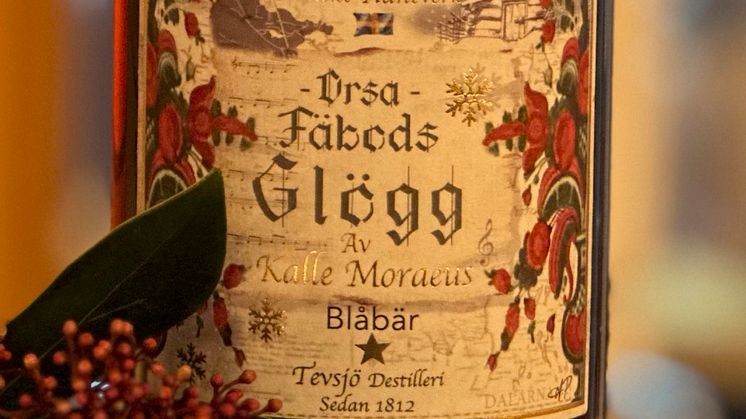 - Orsa -
Fäbods
Glögg
Av
Kalle Moraeus
Blåbär
Tevsjö Destilleri
Sedan 1812